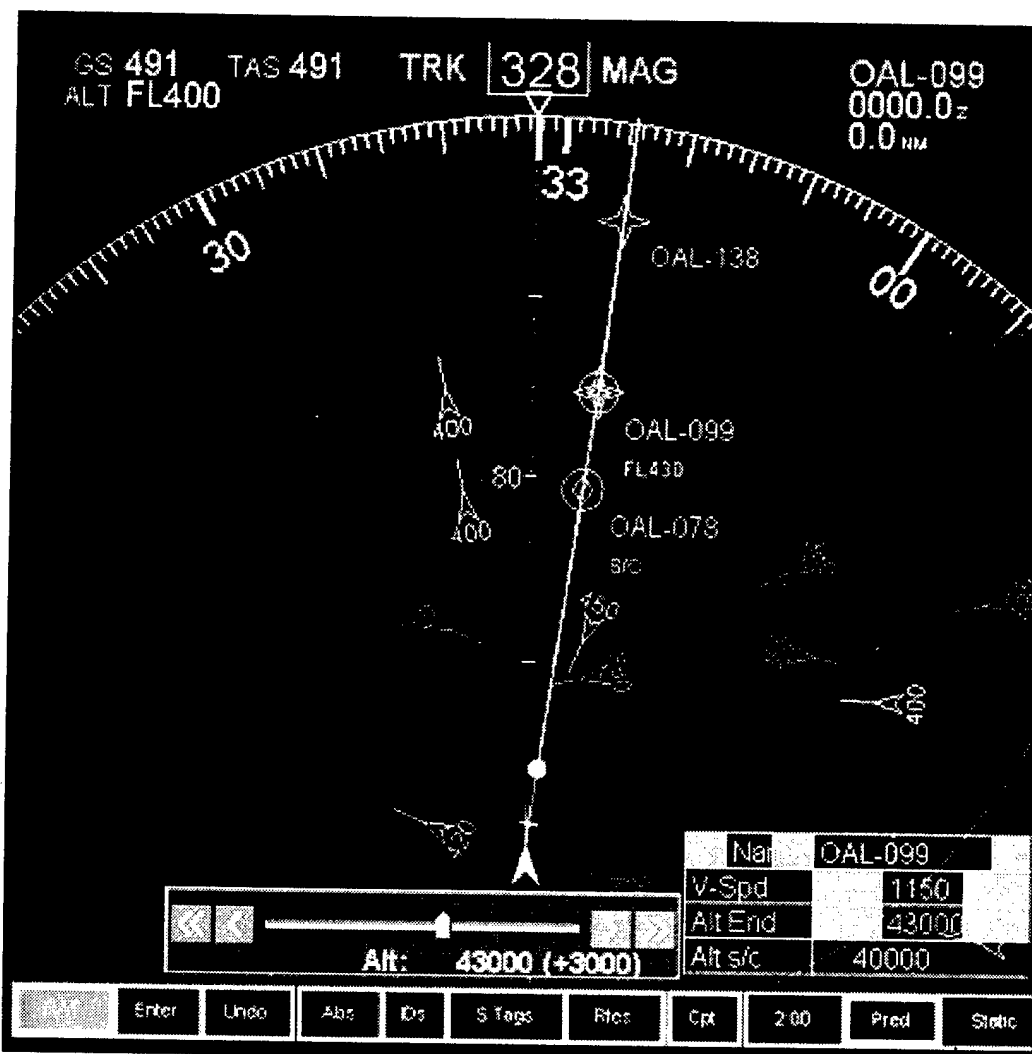 GS 491 TAS 491 TRK 328 MAG OAL-099
ALT FL400 0000.0z
0.0 NM
33
30
00
OAL-138
400
OAL-099
80
FL430
400
OAL-078
S/C
400
OAL-099
V-Spd 1150
Alt End 43000
Alt: 43000 (+3000)
Alt s/c 40000
Enter Undo Abs IDs S Tags Rtes Cpt 2:00 Pred Static